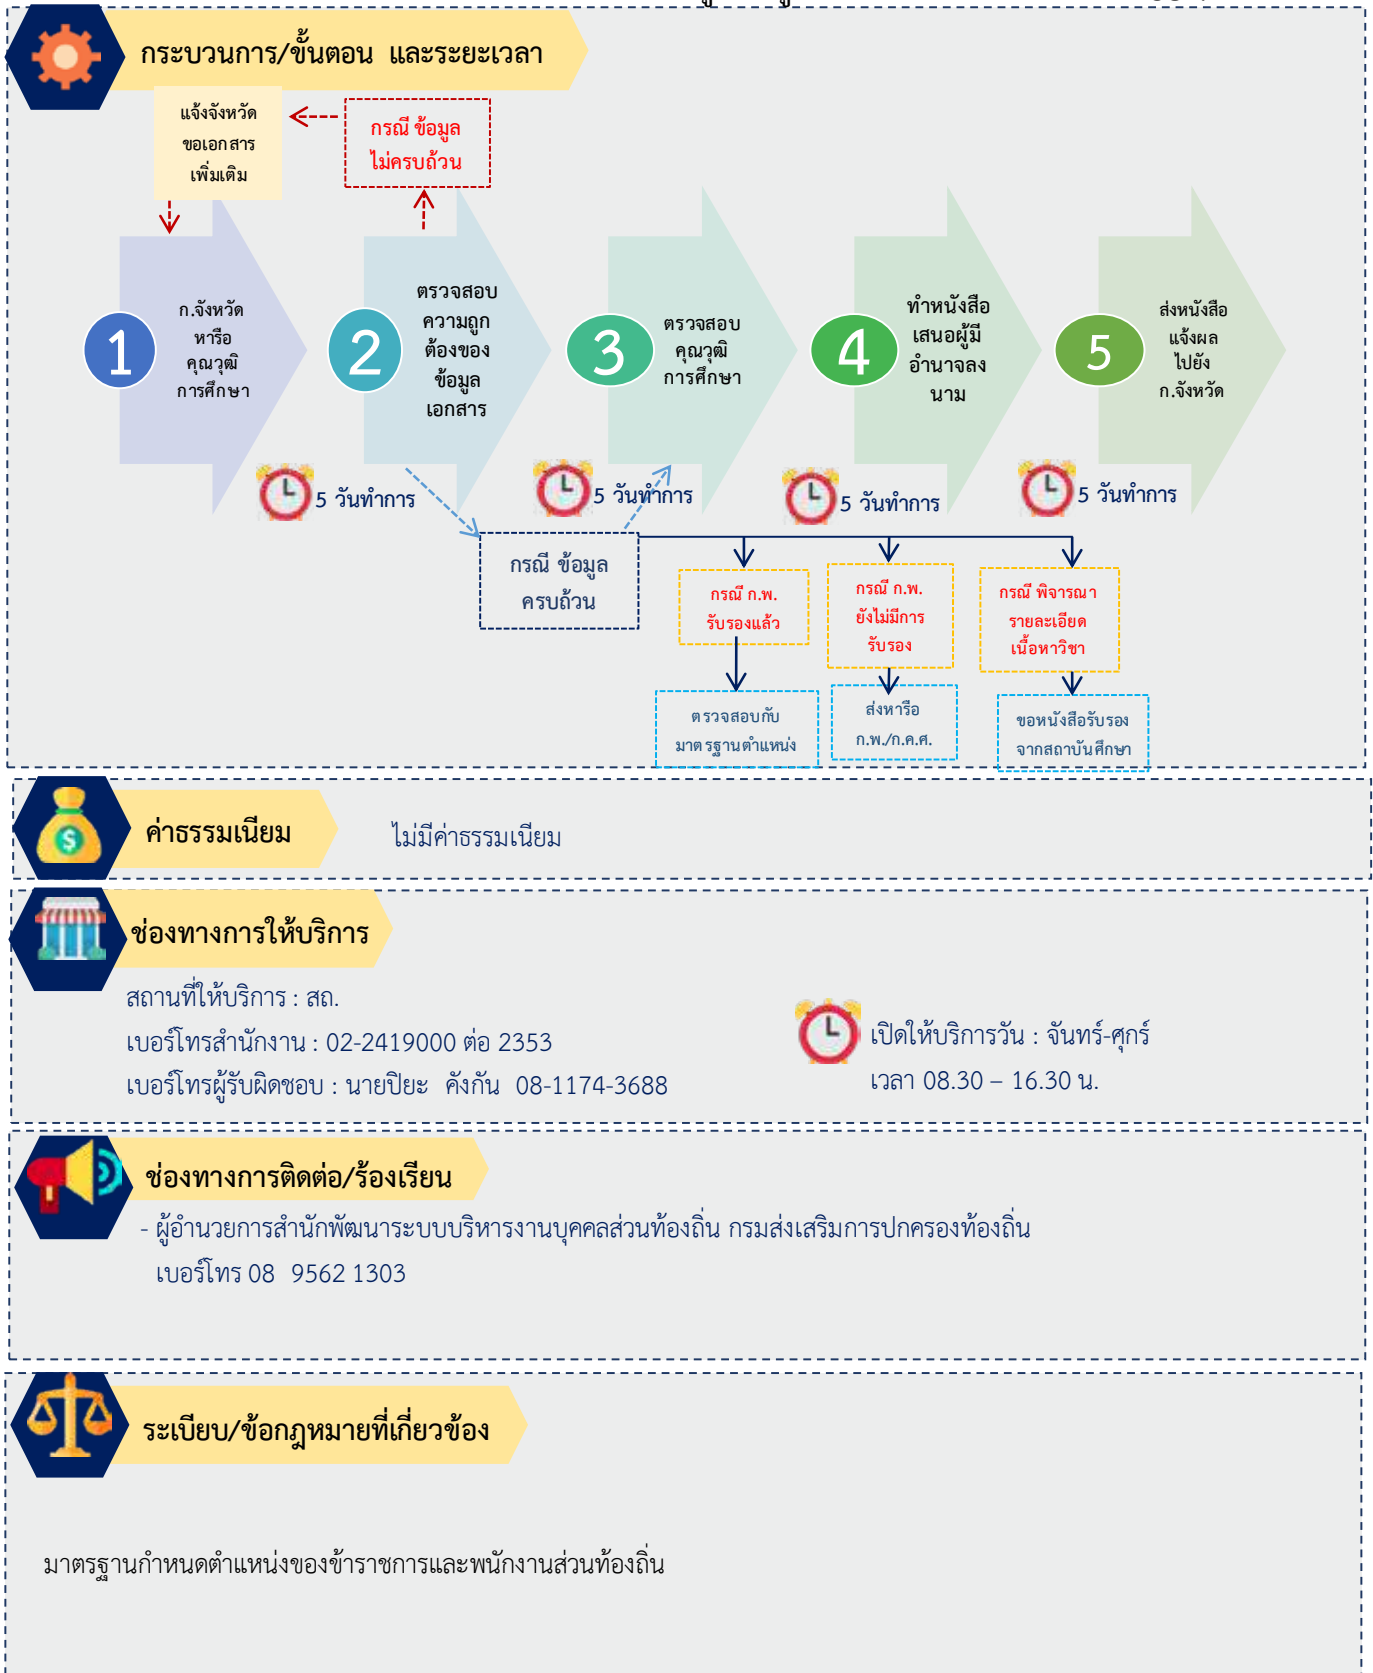 กระบวนการ/ขั้นตอน และระยะเวลา
แจ้งจังหวัด
ขอเอกสาร
เพิ่มเติม
กรณี ข้อมูล
ไม่ครบถ้วน
1
ก.จังหวัด
หารือ
คุณวุฒิ
การศึกษา
2
ตรวจสอบ
ความถูก
ต้องของ
ข้อมูล
เอกสาร
3
ตรวจสอบ
คุณวุฒิ
การศึกษา
4
ทำหนังสือ
เสนอผู้มี
อำนาจลง
นาม
5
ส่งหนังสือ
แจ้งผล
ไปยัง
ก.จังหวัด
5 วันทำการ
5 วันทำการ
5 วันทำการ
5 วันทำการ
กรณี ข้อมูล
ครบถ้วน
กรณี ก.พ.
รับรองแล้ว
กรณี ก.พ.
ยังไม่มีการ
รับรอง
กรณี พิจารณา
รายละเอียด
เนื้อหาวิชา
ตรวจสอบกับ
มาตรฐานตำแหน่ง
ส่งหารือ
ก.พ./ก.ค.ศ.
ขอหนังสือรับรอง
จากสถาบันศึกษา
ค่าธรรมเนียม
ไม่มีค่าธรรมเนียม
ช่องทางการให้บริการ
สถานที่ให้บริการ : สถ.
เบอร์โทรสำนักงาน : 02-2419000 ต่อ 2353
เบอร์โทรผู้รับผิดชอบ : นายปิยะ คังกัน 08-1174-3688
เปิดให้บริการวัน : จันทร์-ศุกร์
เวลา 08.30 – 16.30 น.
ช่องทางการติดต่อ/ร้องเรียน
- ผู้อำนวยการสำนักพัฒนาระบบบริหารงานบุคคลส่วนท้องถิ่น กรมส่งเสริมการปกครองท้องถิ่น
เบอร์โทร 08 9562 1303
ระเบียบ/ข้อกฎหมายที่เกี่ยวข้อง
มาตรฐานกำหนดตำแหน่งของข้าราชการและพนักงานส่วนท้องถิ่น